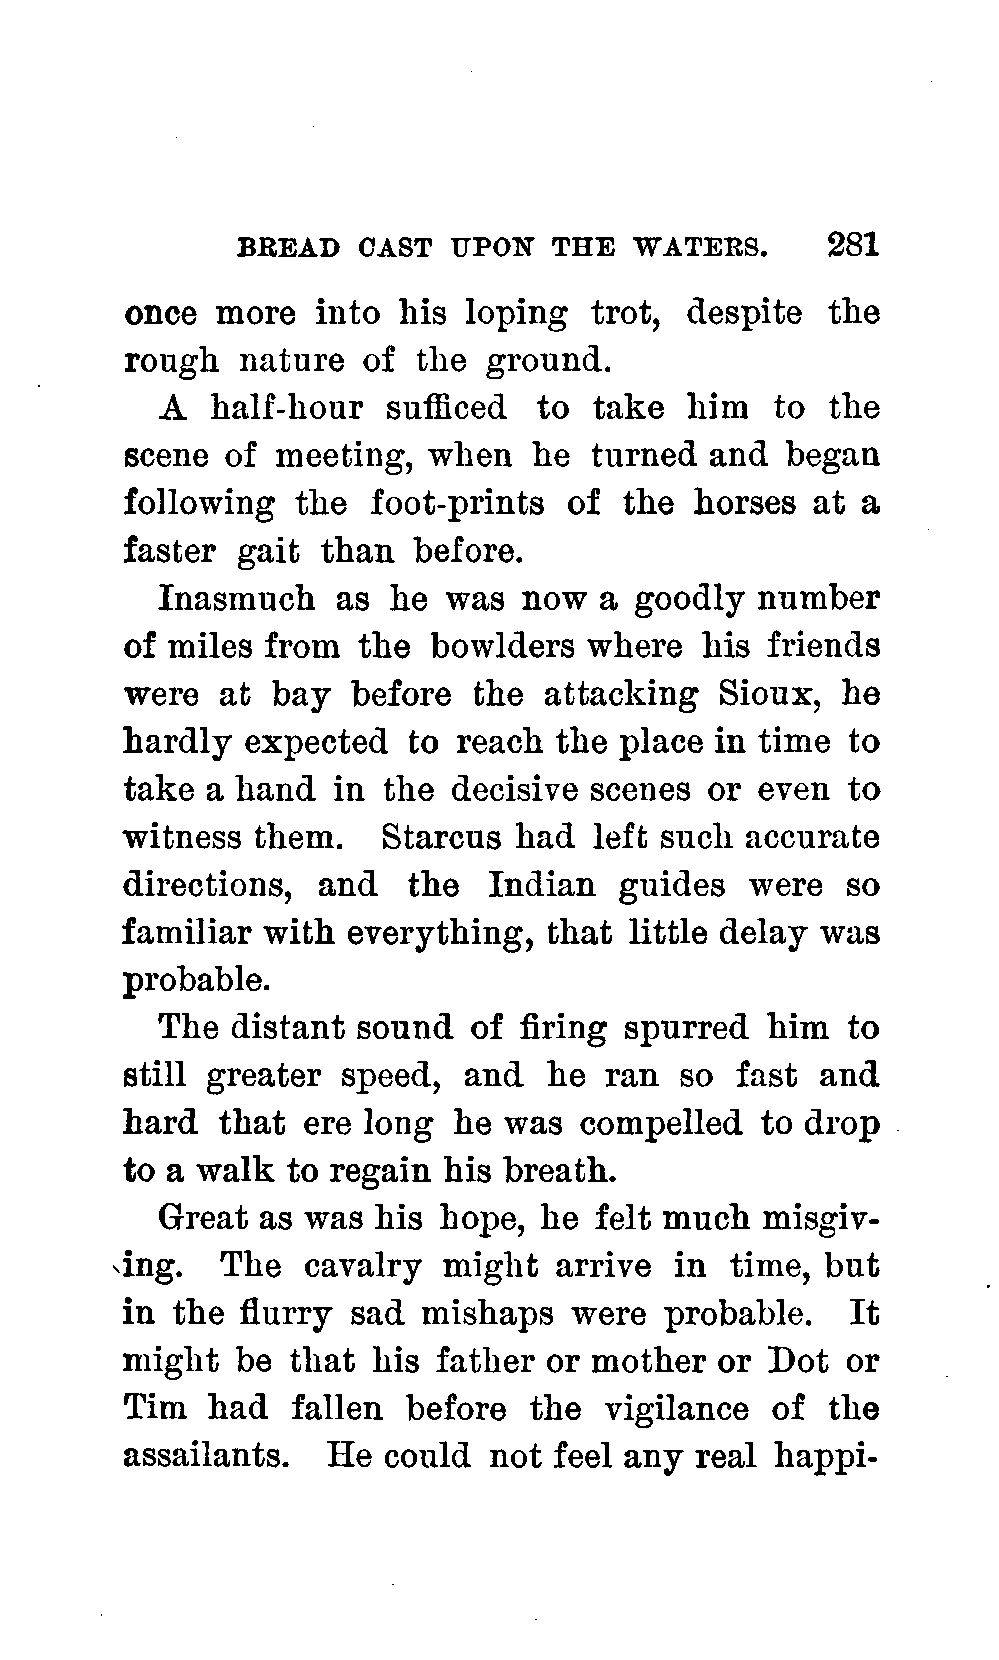 BREAD CAST UPON THE WATERS. 281
once more into his loping trot, despite the
rough nature of the ground.
A half-hour sufficed to take him to the
scene of meeting, when he turned and began
following the foot-prints of the horses at a
faster gait than before.
Inasmuch as he was now a goodly number
of miles from the bowlders where his friends
were at bay before the attacking Sioux, he
hardly expected to reach the place in time to
take a hand in the decisive scenes or even to
witness them. Starcus had left such accurate
directions, and the Indian guides were so
familiar with everything, that little delay was
probable.
The distant sound of firing spurred him to
still greater speed, and he ran so fast and
hard that ere long he was compelled to drop
to a walk to regain his breath.
Great as was his hope, he felt much misgiv-
ing. The cavalry might arrive in time, but
in the flurry sad mishaps were probable. It
might be that his father or mother or Dot or
Tim had fallen before the vigilance of the
assailants. He could not feel any real happi-